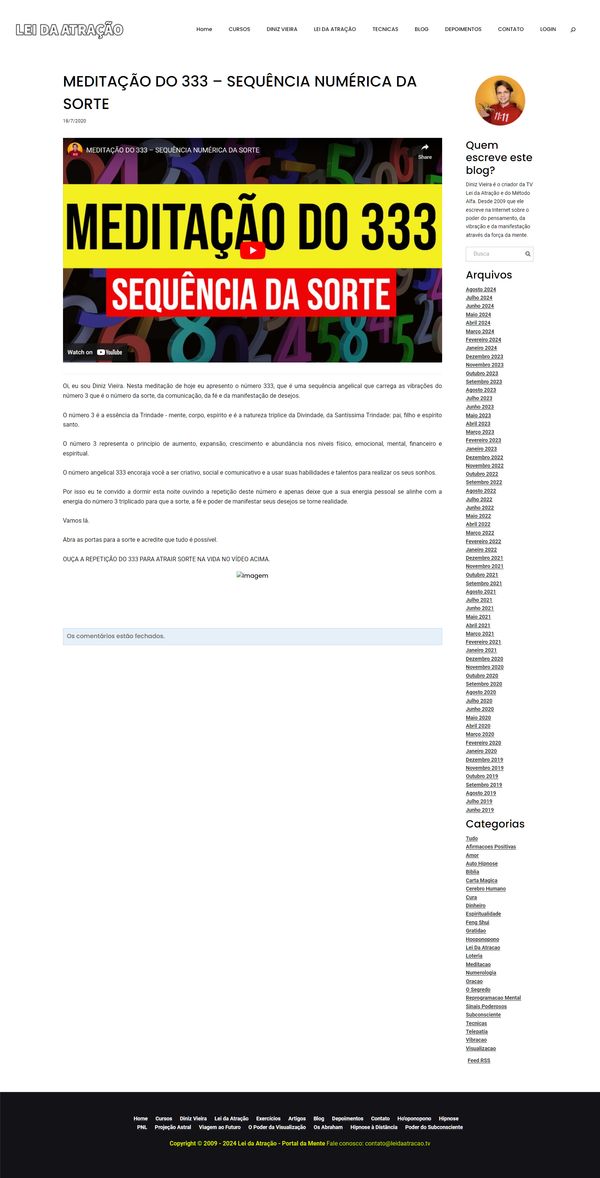 LEI DA ATRAÇÃO
Home CURSOS DINIZ VIEIRA LEI DA ATRAÇÃO TECNICAS BLOG DEPOIMENTOS CONTATO LOGIN
MEDITAÇÃO DO 333 – SEQUÊNCIA NUMÉRICA DA
SORTE
18/7/2020
MEDITAÇÃO DO 333 – SEQUÊNCIA NUMÉRICA DA SORTE
Share
MEDITAÇÃO DO 333
SEQUÊNCIA DA SORTE
Watch on YouTube
Oi, eu sou Diniz Vieira. Nesta meditação de hoje eu apresento o número 333, que é uma sequência angelical que carrega as vibrações do
número 3 que é o número da sorte, da comunicação, da fé e da manifestação de desejos.
O número 3 é a essência da Trindade - mente, corpo, espírito e é a natureza tríplice da Divindade, da Santíssima Trindade: pai, filho e espírito
santo.
O número 3 representa o princípio de aumento, expansão, crescimento e abundância nos níveis físico, emocional, mental, financeiro e
espiritual.
O número angelical 333 encoraja você a ser criativo, social e comunicativo e a usar suas habilidades e talentos para realizar os seus sonhos.
Por isso eu te convido a dormir esta noite ouvindo a repetição deste número e apenas deixe que a sua energia pessoal se alinhe com a
energia do número 3 triplicado para que a sorte, a fé e poder de manifestar seus desejos se torne realidade.
Vamos lá.
Abra as portas para a sorte e acredite que tudo é possível.
OUÇA A REPETIÇÃO DO 333 PARA ATRAIR SORTE NA VIDA NO VÍDEO ACIMA.
Imagem
Os comentários estão fechados.
11:11
Quem
escreve este
blog?
Diniz Vieira é o criador da TV
Lei da Atração e do Método
Alfa. Desde 2009 que ele
escreve na Internet sobre o
poder do pensamento, da
vibração e da manifestação
através da força da mente.
Busca
Arquivos
Agosto 2024
Julho 2024
Junho 2024
Maio 2024
Abril 2024
Março 2024
Fevereiro 2024
Janeiro 2024
Dezembro 2023
Novembro 2023
Outubro 2023
Setembro 2023
Agosto 2023
Julho 2023
Junho 2023
Maio 2023
Abril 2023
Março 2023
Fevereiro 2023
Janeiro 2023
Dezembro 2022
Novembro 2022
Outubro 2022
Setembro 2022
Agosto 2022
Julho 2022
Junho 2022
Maio 2022
Abril 2022
Março 2022
Fevereiro 2022
Janeiro 2022
Dezembro 2021
Novembro 2021
Outubro 2021
Setembro 2021
Agosto 2021
Julho 2021
Junho 2021
Maio 2021
Abril 2021
Março 2021
Fevereiro 2021
Janeiro 2021
Dezembro 2020
Novembro 2020
Outubro 2020
Setembro 2020
Agosto 2020
Julho 2020
Junho 2020
Maio 2020
Abril 2020
Março 2020
Fevereiro 2020
Janeiro 2020
Dezembro 2019
Novembro 2019
Outubro 2019
Setembro 2019
Agosto 2019
Julho 2019
Junho 2019
Categorias
Tudo
Afirmacoes Positivas
Amor
Auto Hipnose
Biblia
Carta Magica
Cerebro Humano
Cura
Dinheiro
Espiritualidade
Feng Shui
Gratidao
Hooponopono
Lei Da Atracao
Loteria
Meditacao
Numerologia
Oracao
O Segredo
Reprogramacao Mental
Sinais Poderosos
Subconsciente
Tecnicas
Telepatia
Vibracao
Visualizacao
Feed RSS
Home Cursos Diniz Vieira Lei da Atração Exercícios Artigos Blog Depoimentos Contato Ho'oponopono Hipnose
PNL Projeção Astral Viagem ao Futuro O Poder da Visualização Os Abraham Hipnose à Distância Poder do Subconsciente
Copyright © 2009 - 2024 Lei da Atração - Portal da Mente Fale conosco: contato@leidaatracao.tv